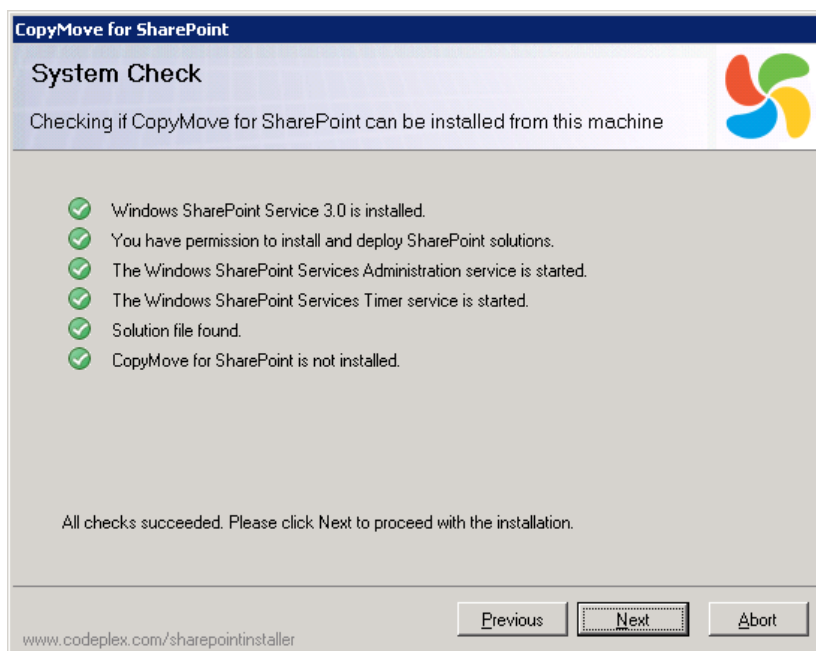 CopyMove for SharePoint
System Check
Checking if CopyMove for SharePoint can be installed from this machine
Windows SharePoint Service 3.0 is installed.
You have permission to install and deploy SharePoint solutions.
The Windows SharePoint Services Administration service is started.
The Windows SharePoint Services Timer service is started.
Solution file found.
CopyMove for SharePoint is not installed.
All checks succeeded. Please click Next to proceed with the installation.
Previous Next Abort
www.codeplex.com/sharepointinstaller